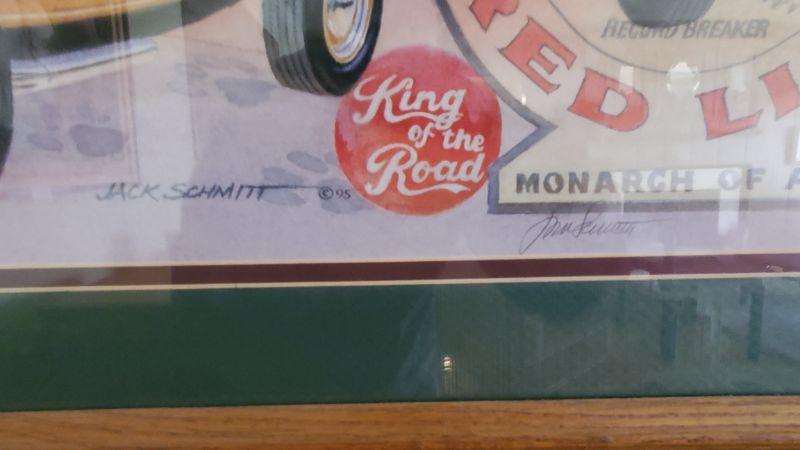 RECORD BREAKER
RED LI
King
of the
Road
MONARCH OF A
JACK SCHMITT ©95